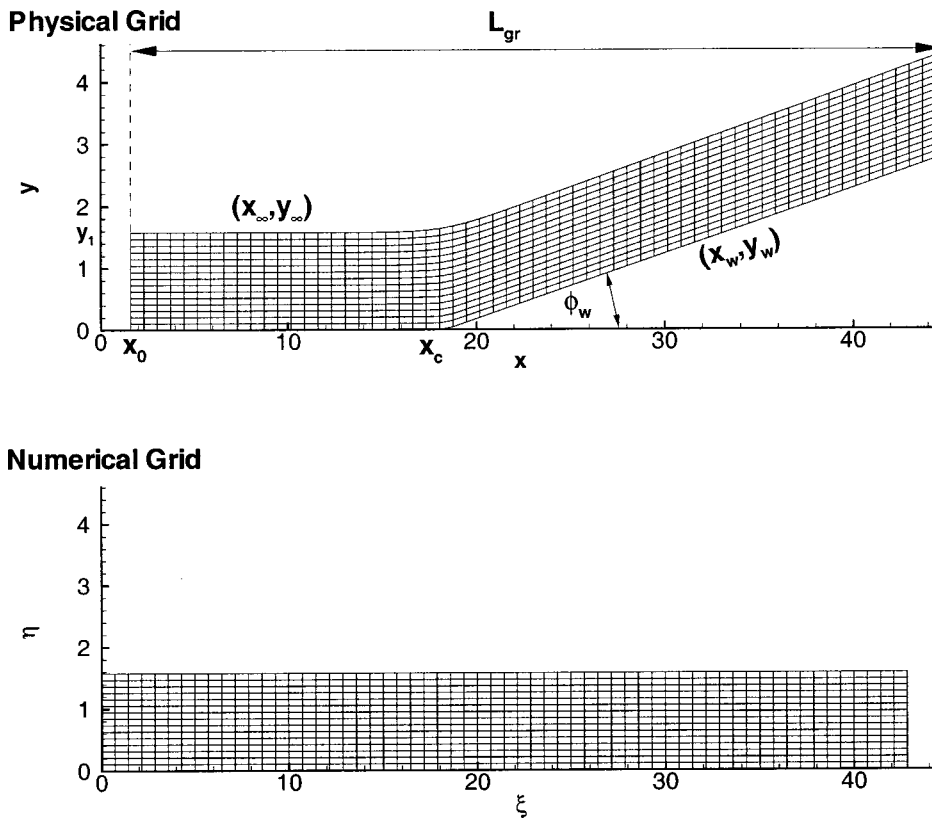 Physical Grid
L_gr
4
3
2
y_1
1
0
y
(x_∞,y_∞)
(x_w,y_w)
ϕ_w
0
10
20
30
40
x_0
x_c
x
Numerical Grid
4
3
2
1
0
η
0
10
20
30
40
ξ